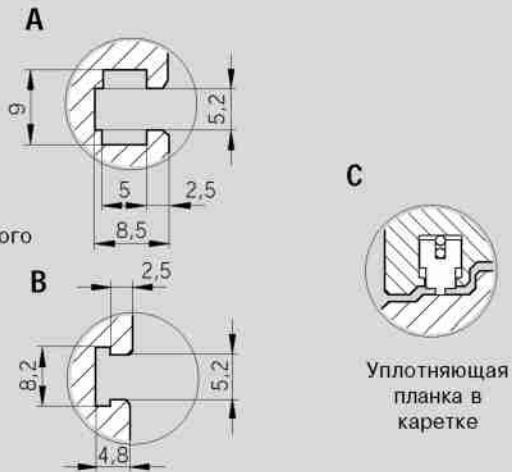 A
9
5,2
5
2,5
8,5
ого
B
2,5
8,2
5,2
4,8
C
Уплотняющая
планка в
каретке